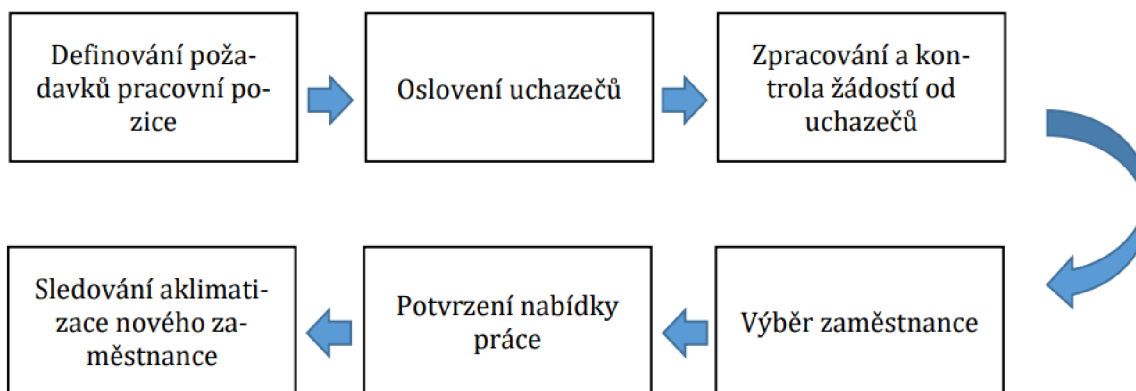 Definování poža-
davků pracovní po-
zice
Oslovení uchazečů
Zpracování a kon-
trola žádostí od
uchazečů
Výběr zaměstnance
Potvrzení nabídky
práce
Sledování aklimati-
zace nového za-
městnance